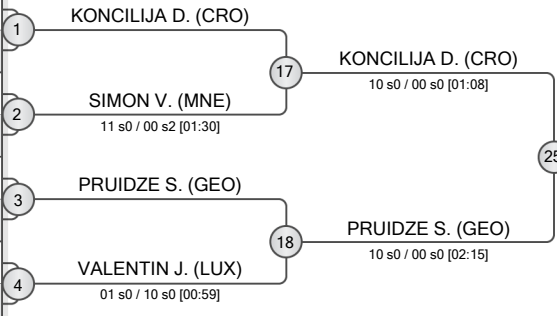 KONCILIJA D. (CRO)
1
17
KONCILIJA D. (CRO)
10 s0 / 00 s0 [01:08]
SIMON V. (MNE)
2
11 s0 / 00 s2 [01:30]
25
PRUIDZE S. (GEO)
3
18
PRUIDZE S. (GEO)
10 s0 / 00 s0 [02:15]
VALENTIN J. (LUX)
4
01 s0 / 10 s0 [00:59]